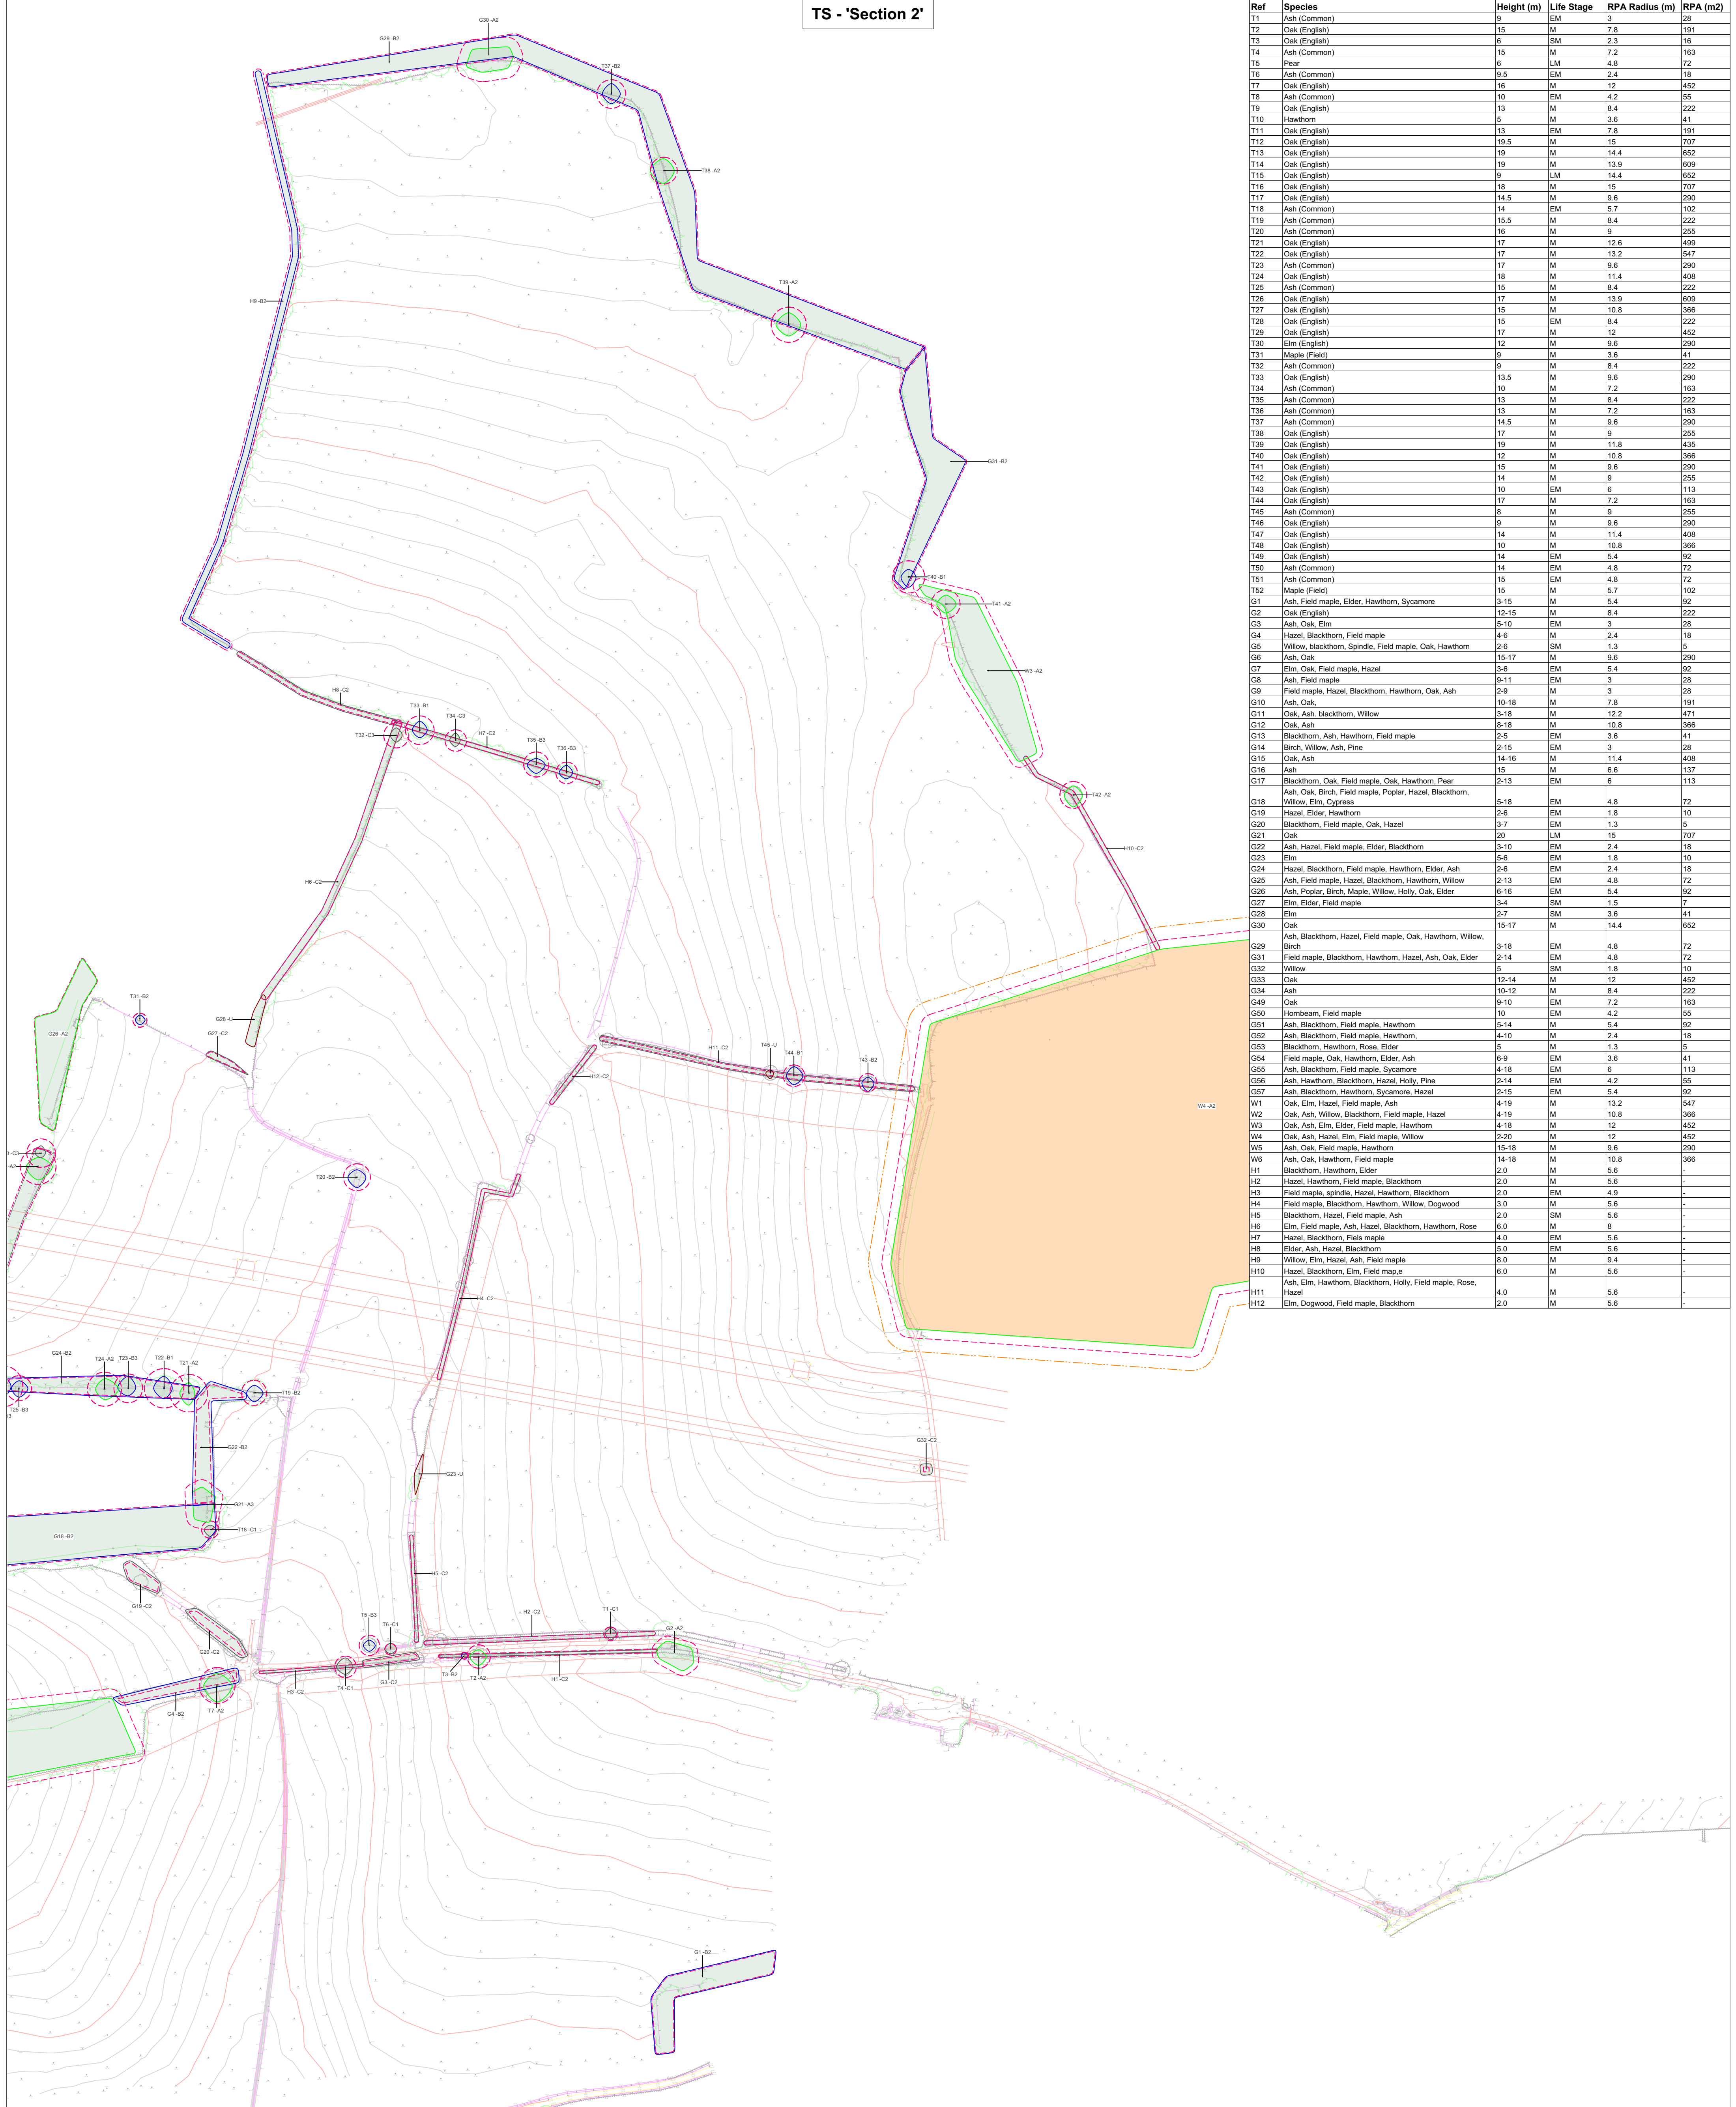 TS - 'Section 2'
G30 -A2
G29 -B2
T37 -B2
T38 -A2
T39 -A2
H9 -B2
G31 -B2
T40 -B1
T41 -A2
W3 -A2
H8 -C2
T33 -B1
T34 -C3
H7 -C2
T32 -C3
T35 -B3
T36 -B3
T42 -A2
H10 -C2
H6 -C2
T31 -B2
G28 -U
G26 -A2
G27 -C2
H11 -C2
T45 -U
T44 -B1
T43 -B2
H12 -C2
W4 -A2
-C3
-A2
T20 -B2
H4 -C2
G24 -B2
T24 -A2
T23 -B3
T22 -B1
T21 -A2
T19 -B2
T25 -B3
G22 -B2
G32 -C2
G23 -U
G21 -A3
T18 -C1
G18 -B2
H5 -C2
G19 -C2
T5 -B3
T6 -C1
H2 -C2
T1 -C1
G2 -A2
G20 -C2
H3 -C2
T4 -C1
G3 -C2
T3 -B2
T2 -A2
H1 -C2
G4 -B2
T7 -A2
G1 -B2
Ref Species Height (m) Life Stage RPA Radius (m) RPA (m2)
T1 Ash (Common) 9 EM 3 28
T2 Oak (English) 15 M 7.8 191
T3 Oak (English) 6 SM 2.3 16
T4 Ash (Common) 15 M 7.2 163
T5 Pear 6 LM 4.8 72
T6 Ash (Common) 9.5 EM 2.4 18
T7 Oak (English) 16 M 12 452
T8 Ash (Common) 10 EM 4.2 55
T9 Oak (English) 13 M 8.4 222
T10 Hawthorn 5 M 3.6 41
T11 Oak (English) 13 EM 7.8 191
T12 Oak (English) 19.5 M 15 707
T13 Oak (English) 19 M 14.4 652
T14 Oak (English) 19 M 13.9 609
T15 Oak (English) 9 LM 14.4 652
T16 Oak (English) 18 M 15 707
T17 Oak (English) 14.5 M 9.6 290
T18 Ash (Common) 14 EM 5.7 102
T19 Ash (Common) 15.5 M 8.4 222
T20 Ash (Common) 16 M 9 255
T21 Oak (English) 17 M 12.6 499
T22 Oak (English) 17 M 13.2 547
T23 Ash (Common) 17 M 9.6 290
T24 Oak (English) 18 M 11.4 408
T25 Ash (Common) 15 M 8.4 222
T26 Oak (English) 17 M 13.9 609
T27 Oak (English) 15 M 10.8 366
T28 Oak (English) 15 EM 8.4 222
T29 Oak (English) 17 M 12 452
T30 Elm (English) 12 M 9.6 290
T31 Maple (Field) 9 M 3.6 41
T32 Ash (Common) 9 M 8.4 222
T33 Oak (English) 13.5 M 9.6 290
T34 Ash (Common) 10 M 7.2 163
T35 Ash (Common) 13 M 8.4 222
T36 Ash (Common) 13 M 7.2 163
T37 Ash (Common) 14.5 M 9.6 290
T38 Oak (English) 17 M 9 255
T39 Oak (English) 19 M 11.8 435
T40 Oak (English) 12 M 10.8 366
T41 Oak (English) 15 M 9.6 290
T42 Oak (English) 14 M 9 255
T43 Oak (English) 10 EM 6 113
T44 Oak (English) 17 M 7.2 163
T45 Ash (Common) 8 M 9 255
T46 Oak (English) 9 M 9.6 290
T47 Oak (English) 14 M 11.4 408
T48 Oak (English) 10 M 10.8 366
T49 Oak (English) 14 EM 5.4 92
T50 Ash (Common) 14 EM 4.8 72
T51 Ash (Common) 15 EM 4.8 72
T52 Maple (Field) 15 M 5.7 102
G1 Ash, Field maple, Elder, Hawthorn, Sycamore 3-15 M 5.4 92
G2 Oak (English) 12-15 M 8.4 222
G3 Ash, Oak, Elm 5-10 EM 3 28
G4 Hazel, Blackthorn, Field maple 4-6 M 2.4 18
G5 Willow, blackthorn, Spindle, Field maple, Oak, Hawthorn 2-6 SM 1.3 5
G6 Ash, Oak 15-17 M 9.6 290
G7 Elm, Oak, Field maple, Hazel 3-6 EM 5.4 92
G8 Ash, Field maple 9-11 EM 3 28
G9 Field maple, Hazel, Blackthorn, Hawthorn, Oak, Ash 2-9 M 3 28
G10 Ash, Oak, 10-18 M 7.8 191
G11 Oak, Ash. blackthorn, Willow 3-18 M 12.2 471
G12 Oak, Ash 8-18 M 10.8 366
G13 Blackthorn, Ash, Hawthorn, Field maple 2-5 EM 3.6 41
G14 Birch, Willow, Ash, Pine 2-15 EM 3 28
G15 Oak, Ash 14-16 M 11.4 408
G16 Ash 15 M 6.6 137
G17 Blackthorn, Oak, Field maple, Oak, Hawthorn, Pear 2-13 EM 6 113
Ash, Oak, Birch, Field maple, Poplar, Hazel, Blackthorn,
G18 Willow, Elm, Cypress 5-18 EM 4.8 72
G19 Hazel, Elder, Hawthorn 2-6 EM 1.8 10
G20 Blackthorn, Field maple, Oak, Hazel 3-7 EM 1.3 5
G21 Oak 20 LM 15 707
G22 Ash, Hazel, Field maple, Elder, Blackthorn 3-10 EM 2.4 18
G23 Elm 5-6 EM 1.8 10
G24 Hazel, Blackthorn, Field maple, Hawthorn, Elder, Ash 2-6 EM 2.4 18
G25 Ash, Field maple, Hazel, Blackthorn, Hawthorn, Willow 2-13 EM 4.8 72
G26 Ash, Poplar, Birch, Maple, Willow, Holly, Oak, Elder 6-16 EM 5.4 92
G27 Elm, Elder, Field maple 3-4 SM 1.5 7
G28 Elm 2-7 SM 3.6 41
G30 Oak 15-17 M 14.4 652
Ash, Blackthorn, Hazel, Field maple, Oak, Hawthorn, Willow,
G29 Birch 3-18 EM 4.8 72
G31 Field maple, Blackthorn, Hawthorn, Hazel, Ash, Oak, Elder 2-14 EM 4.8 72
G32 Willow 5 SM 1.8 10
G33 Oak 12-14 M 12 452
G34 Ash 10-12 M 8.4 222
G49 Oak 9-10 EM 7.2 163
G50 Hornbeam, Field maple 10 EM 4.2 55
G51 Ash, Blackthorn, Field maple, Hawthorn 5-14 M 5.4 92
G52 Ash, Blackthorn, Field maple, Hawthorn, 4-10 M 2.4 18
G53 Blackthorn, Hawthorn, Rose, Elder 5 M 1.3 5
G54 Field maple, Oak, Hawthorn, Elder, Ash 6-9 EM 3.6 41
G55 Ash, Blackthorn, Field maple, Sycamore 4-18 EM 6 113
G56 Ash, Hawthorn, Blackthorn, Hazel, Holly, Pine 2-14 EM 4.2 55
G57 Ash, Blackthorn, Hawthorn, Sycamore, Hazel 2-15 EM 5.4 92
W1 Oak, Elm, Hazel, Field maple, Ash 4-19 M 13.2 547
W2 Oak, Ash, Willow, Blackthorn, Field maple, Hazel 4-19 M 10.8 366
W3 Oak, Ash, Elm, Elder, Field maple, Hawthorn 4-18 M 12 452
W4 Oak, Ash, Hazel, Elm, Field maple, Willow 2-20 M 12 452
W5 Ash, Oak, Field maple, Hawthorn 15-18 M 9.6 290
W6 Ash, Oak, Hawthorn, Field maple 14-18 M 10.8 366
H1 Blackthorn, Hawthorn, Elder 2.0 M 5.6 -
H2 Hazel, Hawthorn, Field maple, Blackthorn 2.0 M 5.6 -
H3 Field maple, spindle, Hazel, Hawthorn, Blackthorn 2.0 EM 4.9 -
H4 Field maple, Blackthorn, Hawthorn, Willow, Dogwood 3.0 M 5.6 -
H5 Blackthorn, Hazel, Field maple, Ash 2.0 SM 5.6 -
H6 Elm, Field maple, Ash, Hazel, Blackthorn, Hawthorn, Rose 6.0 M 8 -
H7 Hazel, Blackthorn, Fiels maple 4.0 EM 5.6 -
H8 Elder, Ash, Hazel, Blackthorn 5.0 EM 5.6 -
H9 Willow, Elm, Hazel, Ash, Field maple 8.0 M 9.4 -
H10 Hazel, Blackthorn, Elm, Field map,e 6.0 M 5.6 -
Ash, Elm, Hawthorn, Blackthorn, Holly, Field maple, Rose,
H11 Hazel 4.0 M 5.6 -
H12 Elm, Dogwood, Field maple, Blackthorn 2.0 M 5.6 -